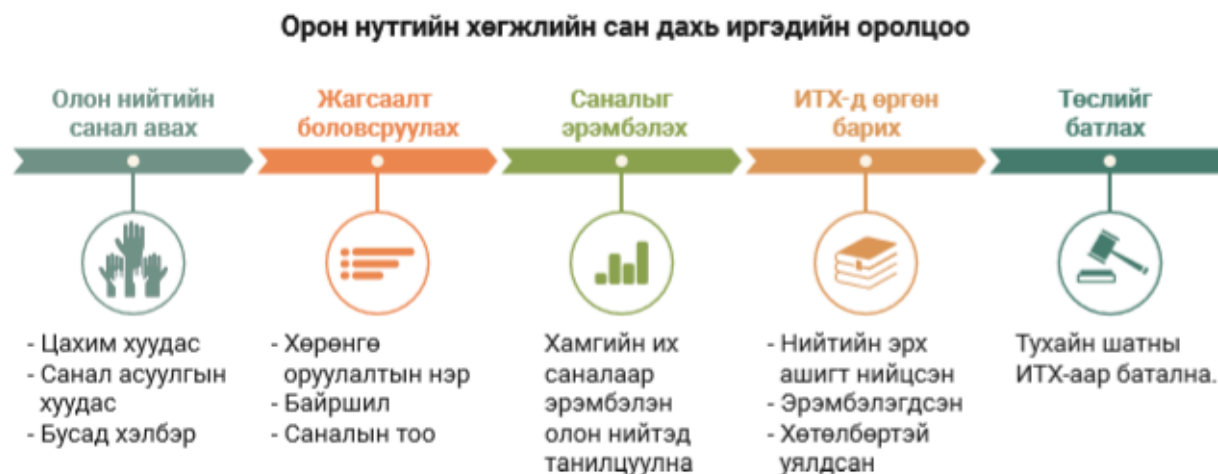 Орон нутгийн хөгжлийн сан дахь иргэдийн оролцоо
Олон нийтийн
санал авах
Жагсаалт
боловсруулах
Саналыг
эрэмбэлэх
ИТХ-д өргөн
барих
Төслийг
батлах
- Цахим хуудас
- Санал асуулгын
хуудас
- Бусад хэлбэр
- Хөрөнгө
оруулалтын нэр
- Байршил
- Саналын тоо
Хамгийн их
саналаар
эрэмбэлэн
олон нийтэд
танилцуулна
- Нийтийн эрх
ашигт нийцсэн
- Эрэмбэлэгдсэн
- Хөтөлбөртэй
уялдсан
Тухайн шатны
ИТХ-аар батална.